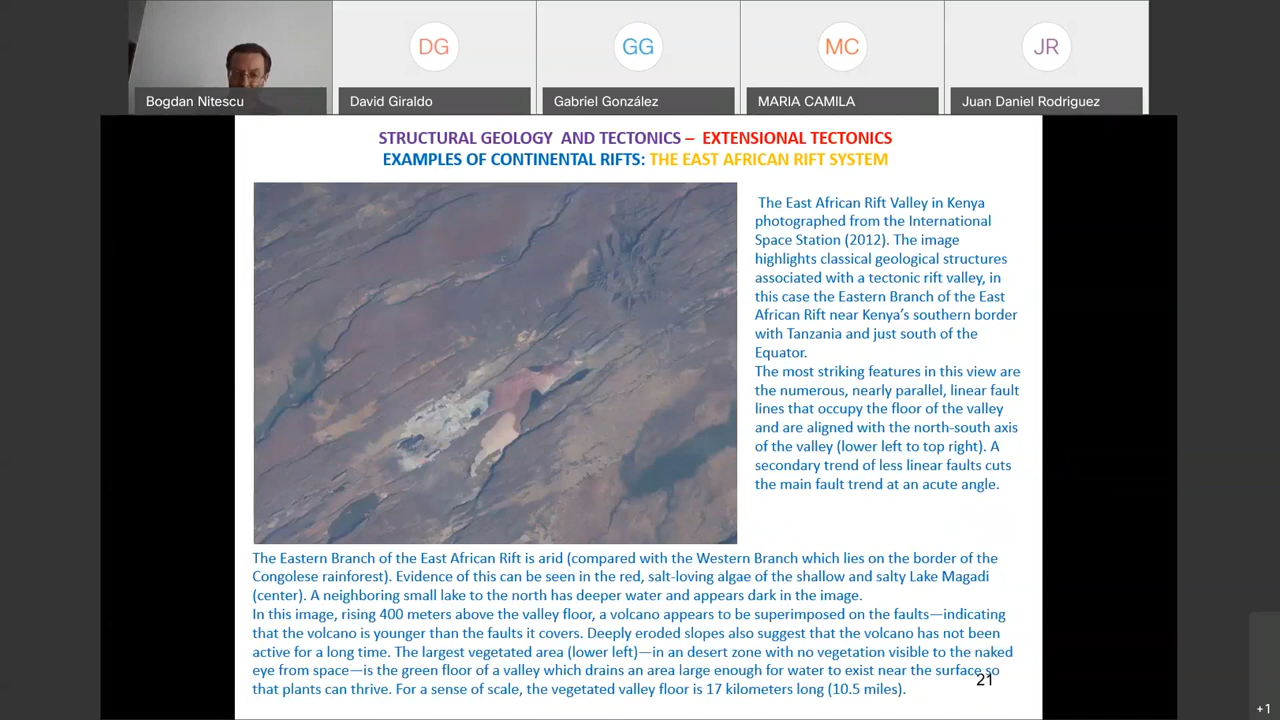 DG
GG
MC
JR
Bogdan Nitescu
David Giraldo
Gabriel González
MARIA CAMILA
Juan Daniel Rodriguez
STRUCTURAL GEOLOGY AND TECTONICS – EXTENSIONAL TECTONICS
EXAMPLES OF CONTINENTAL RIFTS: THE EAST AFRICAN RIFT SYSTEM
The East African Rift Valley in Kenya
photographed from the International
Space Station (2012). The image
highlights classical geological structures
associated with a tectonic rift valley, in
this case the Eastern Branch of the East
African Rift near Kenya’s southern border
with Tanzania and just south of the
Equator.
The most striking features in this view are
the numerous, nearly parallel, linear fault
lines that occupy the floor of the valley
and are aligned with the north-south axis
of the valley (lower left to top right). A
secondary trend of less linear faults cuts
the main fault trend at an acute angle.
The Eastern Branch of the East African Rift is arid (compared with the Western Branch which lies on the border of the
Congolese rainforest). Evidence of this can be seen in the red, salt-loving algae of the shallow and salty Lake Magadi
(center). A neighboring small lake to the north has deeper water and appears dark in the image.
In this image, rising 400 meters above the valley floor, a volcano appears to be superimposed on the faults—indicating
that the volcano is younger than the faults it covers. Deeply eroded slopes also suggest that the volcano has not been
active for a long time. The largest vegetated area (lower left)—in an desert zone with no vegetation visible to the naked
eye from space—is the green floor of a valley which drains an area large enough for water to exist near the surface so
that plants can thrive. For a sense of scale, the vegetated valley floor is 17 kilometers long (10.5 miles).
21
+1